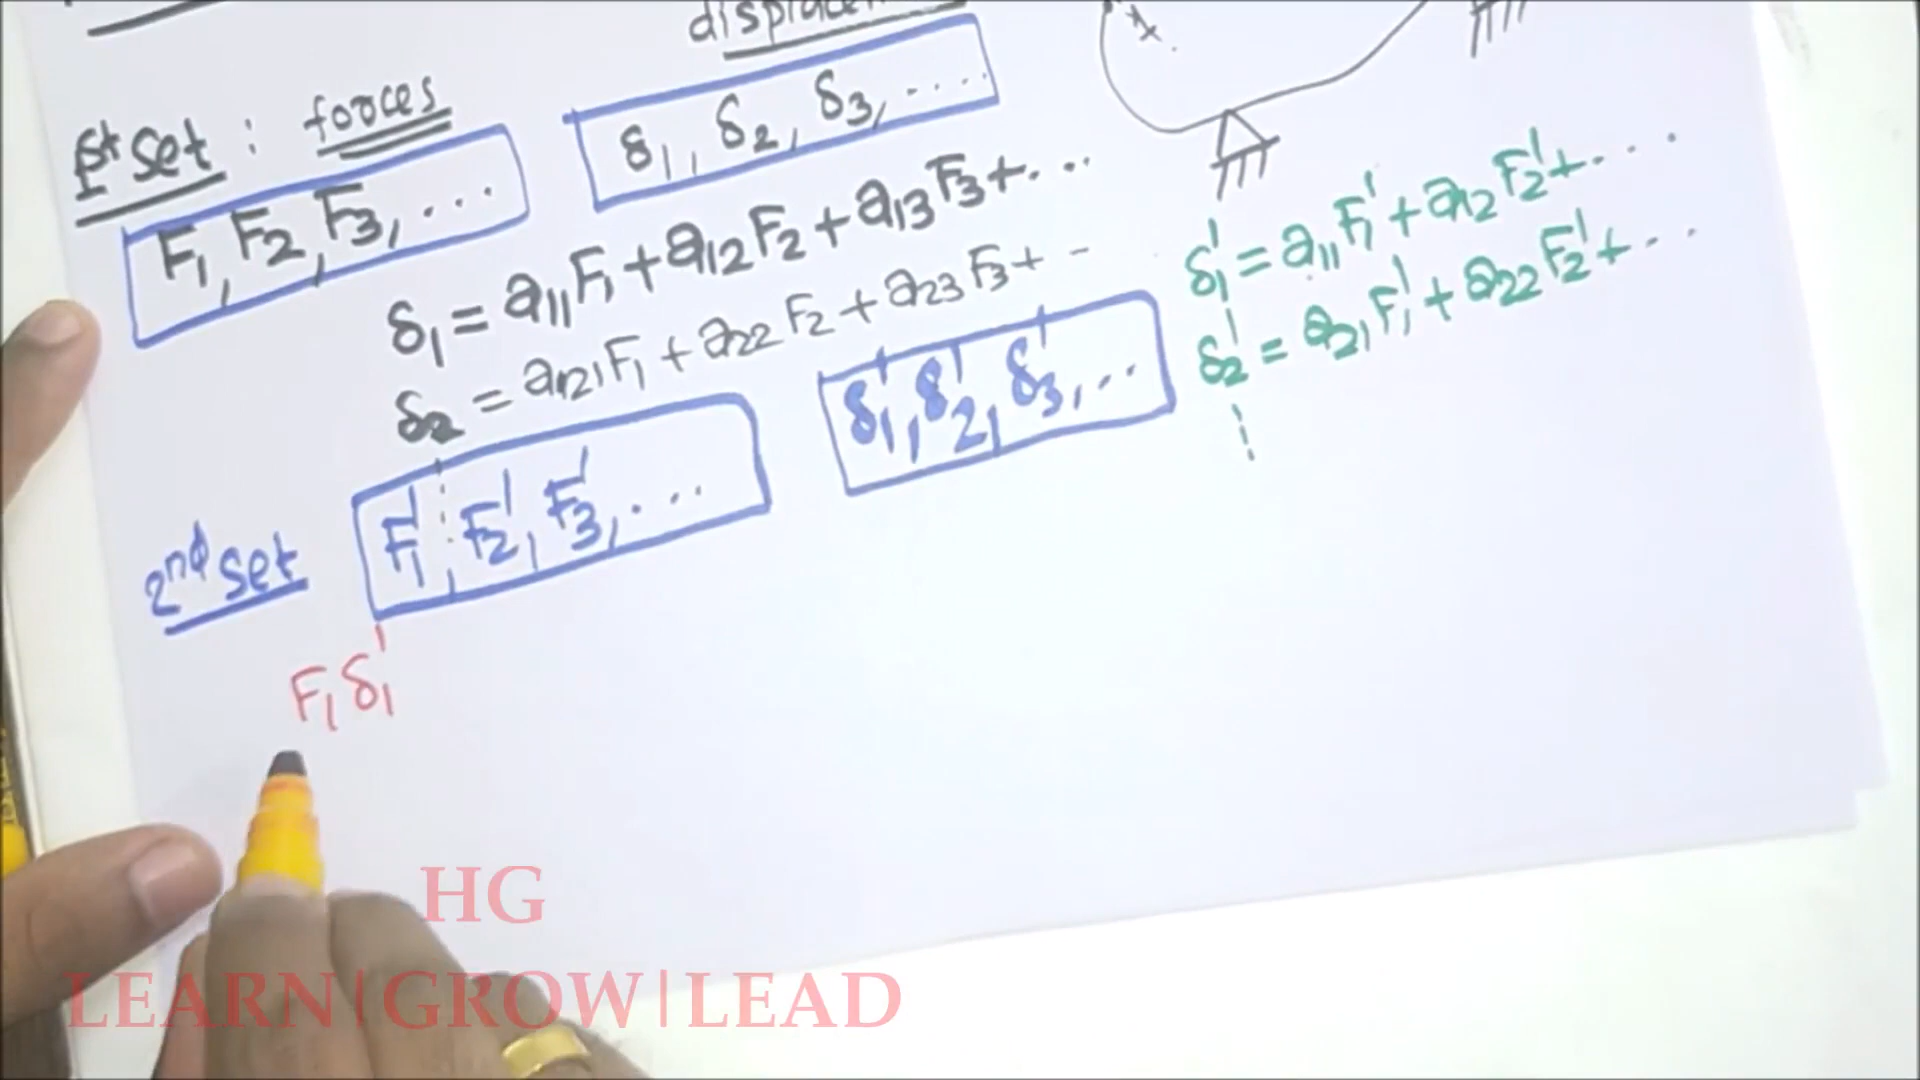 displace
1st Set : forces
F₁, F₂, F₃, ...
δ₁, δ₂, δ₃, ....
δ₁ = a₁₁F₁ + a₁₂F₂ + a₁₃F₃ + ...
δ₂ = a₂₁F₁ + a₂₂F₂ + a₂₃F₃ + --
δ₁' = a₁₁F₁' + a₁₂F₂' + ....
δ₂' = a₂₁F₁' + a₂₂F₂' + ...
2nd set
F₁', F₂', F₃', ...
δ₁', δ₂', δ₃', ...
F₁δ₁'
HG
LEARN|GROW|LEAD